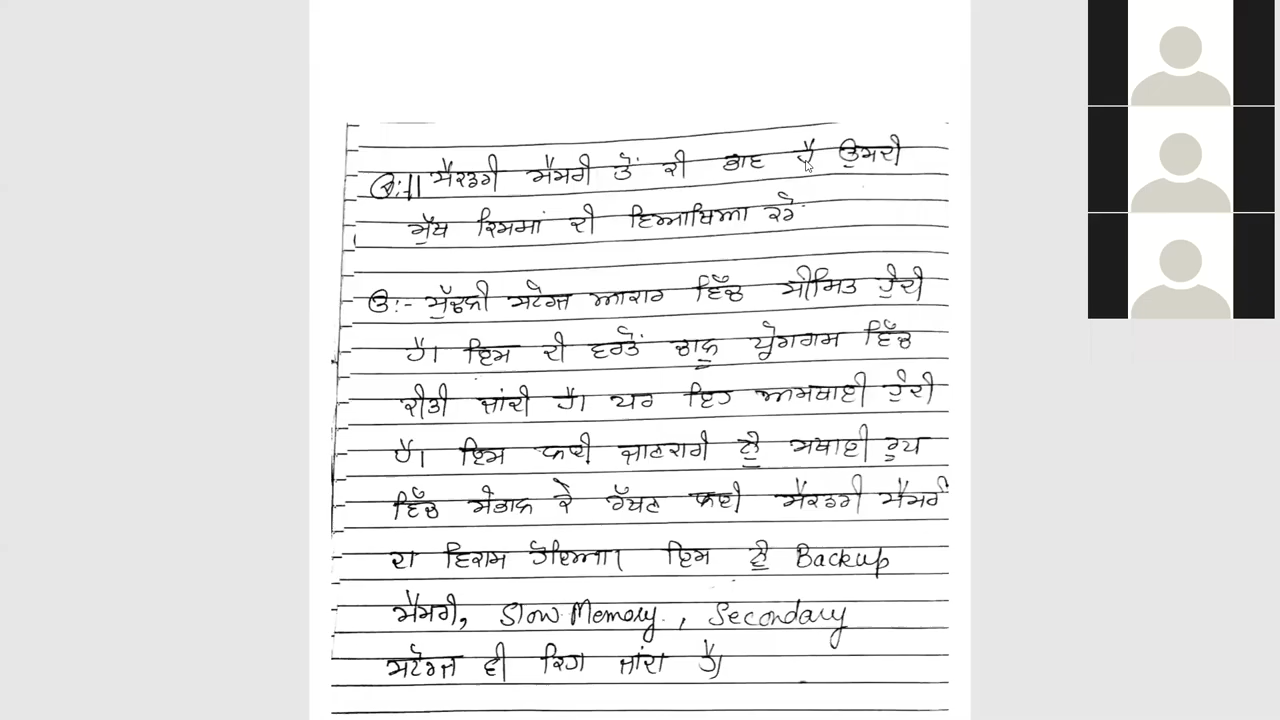 ਪ੍ਰ:11 ਸੈਕੰਡਰੀ ਮੈਮਰੀ ਤੋਂ ਕੀ ਭਾਵ ਹੈ ਉਸਦੀ
ਮੁੱਖ ਕਿਸਮਾਂ ਦੀ ਵਿਆਖਿਆ ਕਰੋ
ਉ:- ਮੁੱਢਲੀ ਸਟੋਰੇਜ ਆਕਾਰ ਵਿੱਚ ਸੀਮਿਤ ਹੁੰਦੀ
ਹੈ। ਇਸ ਦੀ ਵਰਤੋਂ ਚਾਲੂ ਪ੍ਰੋਗਰਾਮ ਵਿੱਚ
ਕੀਤੀ ਜਾਂਦੀ ਹੈ। ਪਰ ਇਹ ਅਸਥਾਈ ਹੁੰਦੀ
ਹੈ। ਇਸ ਲਈ ਜਾਣਕਾਰੀ ਨੂੰ ਸਥਾਈ ਰੂਪ
ਵਿੱਚ ਸੰਭਾਲ ਕੇ ਰੱਖਣ ਲਈ ਸੈਕੰਡਰੀ ਮੈਮਰੀ
ਦਾ ਵਿਕਾਸ ਹੋਇਆ। ਇਸ ਨੂੰ Backup
ਮੈਮਰੀ, Slow Memory, Secondary
ਸਟੋਰੇਜ ਵੀ ਕਿਹਾ ਜਾਂਦਾ ਹੈ।